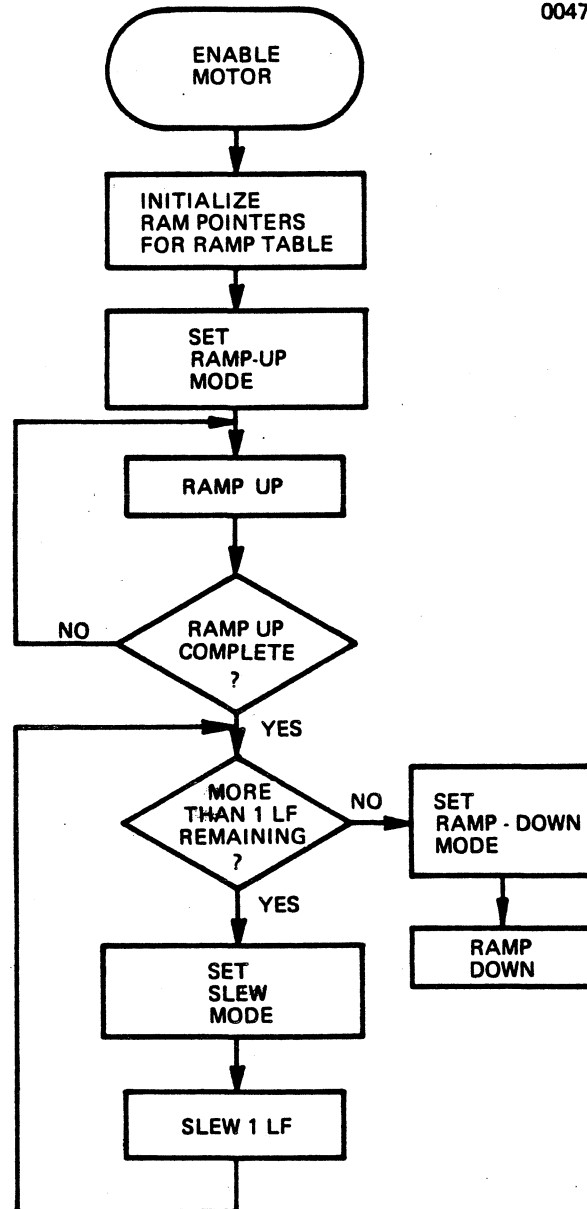 0047
ENABLE
MOTOR
INITIALIZE
RAM POINTERS
FOR RAMP TABLE
SET
RAMP-UP
MODE
RAMP UP
NO
RAMP UP
COMPLETE
?
YES
MORE
THAN 1 LF
REMAINING
?
NO
SET
RAMP - DOWN
MODE
YES
RAMP
DOWN
SET
SLEW
MODE
SLEW 1 LF